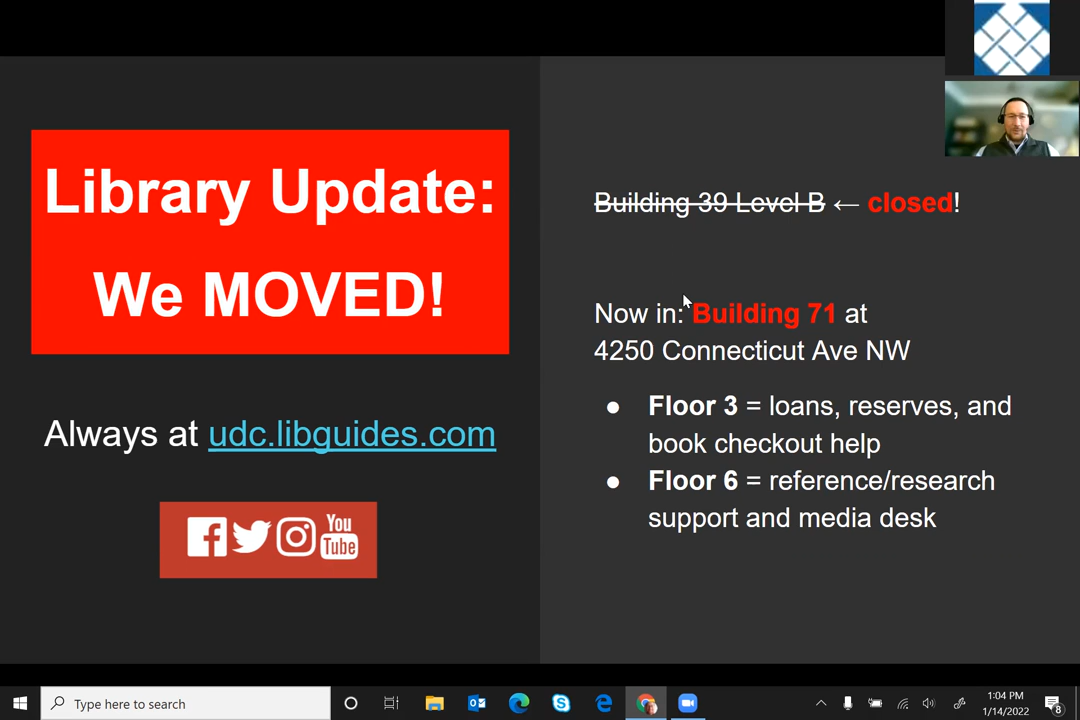 Library Update:
We MOVED!
Always at udc.libguides.com
You
Tube
Building 39 Level B ← closed!
Now in: Building 71 at
4250 Connecticut Ave NW
● Floor 3 = loans, reserves, and
book checkout help
● Floor 6 = reference/research
support and media desk
Type here to search
1:04 PM
1/14/2022
8